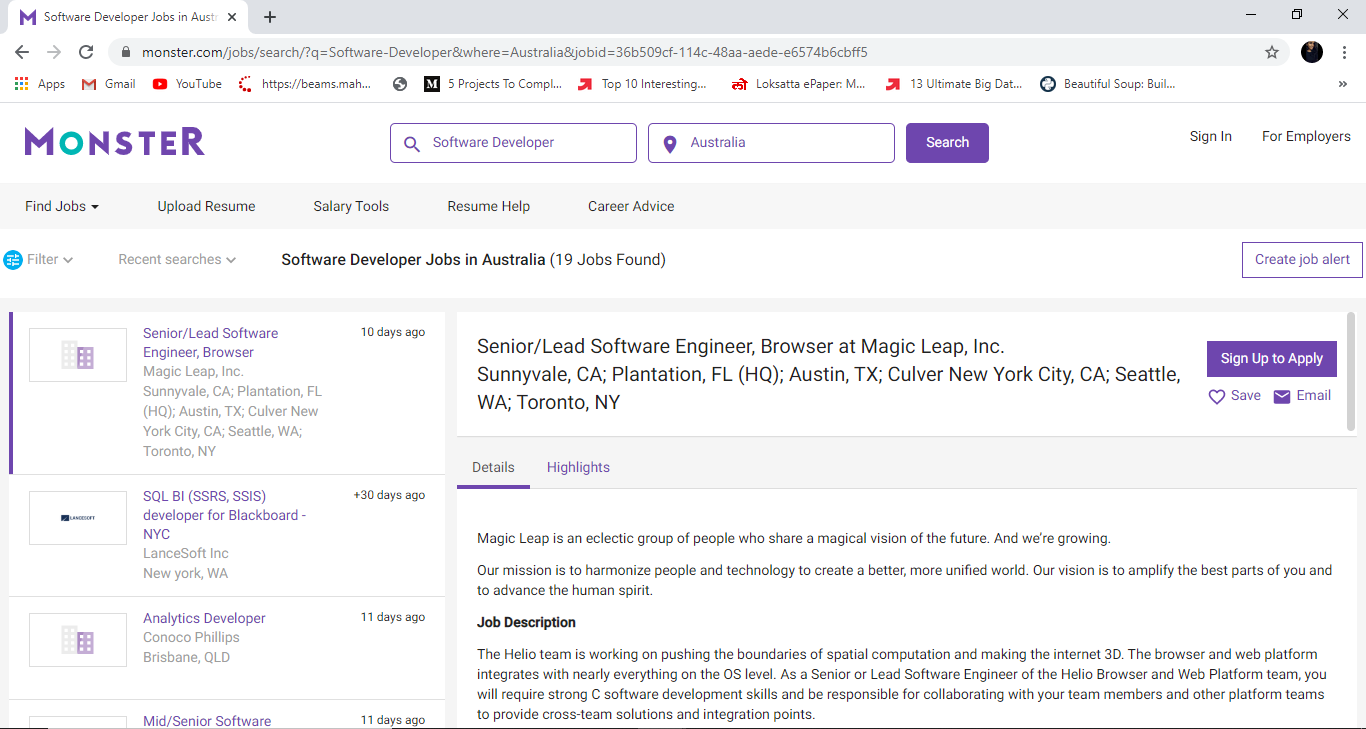 Software Developer Jobs in Austr
monster.com/jobs/search/?q=Software-Developer&where=Australia&jobid=36b509cf-114c-48aa-aede-e6574b6cbff5
Apps Gmail YouTube https://beams.mah... 5 Projects To Compl... Top 10 Interesting... Loksatta ePaper: M... 13 Ultimate Big Dat... Beautiful Soup: Buil... »
MONSTER Software Developer Australia Search Sign In For Employers
Find Jobs Upload Resume Salary Tools Resume Help Career Advice
Filter Recent searches Software Developer Jobs in Australia (19 Jobs Found) Create job alert
Senior/Lead Software 10 days ago
Engineer, Browser
Magic Leap, Inc.
Sunnyvale, CA; Plantation, FL
(HQ); Austin, TX; Culver New
York City, CA; Seattle, WA;
Toronto, NY
LANCESOFT
SQL BI (SSRS, SSIS) +30 days ago
developer for Blackboard -
NYC
LanceSoft Inc
New york, WA
Analytics Developer 11 days ago
Conoco Phillips
Brisbane, QLD
Mid/Senior Software 11 days ago
Senior/Lead Software Engineer, Browser at Magic Leap, Inc.
Sunnyvale, CA; Plantation, FL (HQ); Austin, TX; Culver New York City, CA; Seattle,
WA; Toronto, NY
Sign Up to Apply
Save Email
Details Highlights
Magic Leap is an eclectic group of people who share a magical vision of the future. And we’re growing.
Our mission is to harmonize people and technology to create a better, more unified world. Our vision is to amplify the best parts of you and
to advance the human spirit.
Job Description
The Helio team is working on pushing the boundaries of spatial computation and making the internet 3D. The browser and web platform
integrates with nearly everything on the OS level. As a Senior or Lead Software Engineer of the Helio Browser and Web Platform team, you
will require strong C software development skills and be responsible for collaborating with your team members and other platform teams
to provide cross-team solutions and integration points.